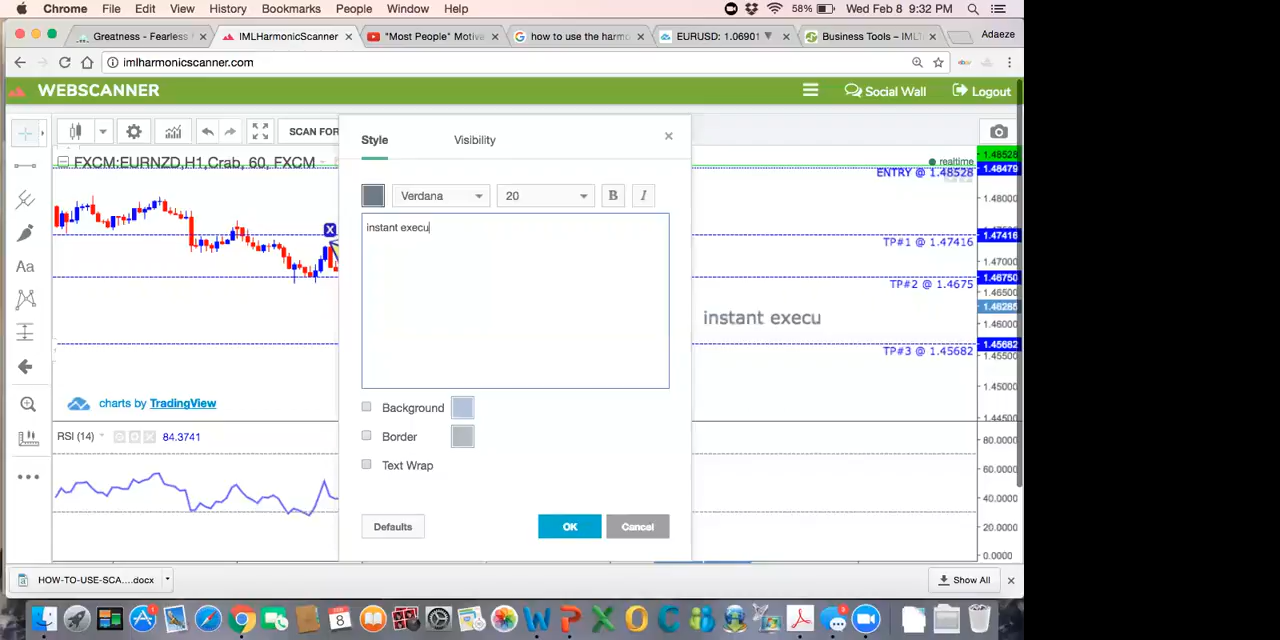 Chrome File Edit View History Bookmarks People Window Help 58% Wed Feb 8 9:32 PM
Greatness - Fearless IMLHarmonicScanner "Most People" Motiva how to use the harmo EURUSD: 1.06901 Business Tools – IMLT Adaeze
imlharmonicscanner.com
WEBSCANNER Social Wall Logout
SCAN FOR
Style Visibility
FXCM:EURNZD,H1,Crab, 60, FXCM
realtime
1.48528
ENTRY @ 1.48528
1.48479
Verdana 20 B I
1.48000
X
instant execu
1.47416
TP#1 @ 1.47416
1.47000
Aa
1.46750
TP#2 @ 1.4675
1.46500
1.46265
instant execu
1.46000
1.45682
TP#3 @ 1.45682
1.45500
1.45000
charts by TradingView
Background
1.44500
RSI (14) 84.3741
Border
80.0000
Text Wrap
60.0000
40.0000
Defaults OK Cancel
20.0000
0.0000
HOW-TO-USE-SCA....docx Show All